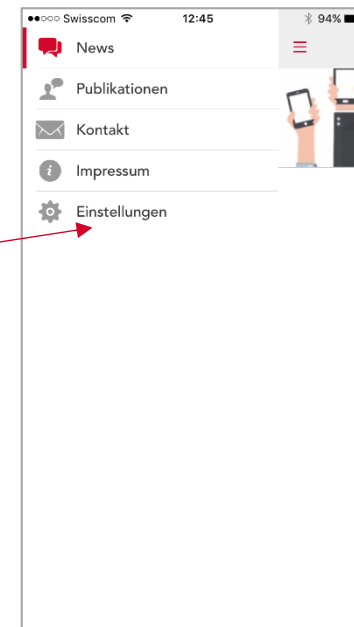 Swisscom 12:45 94%
News
Publikationen
Kontakt
Impressum
Einstellungen